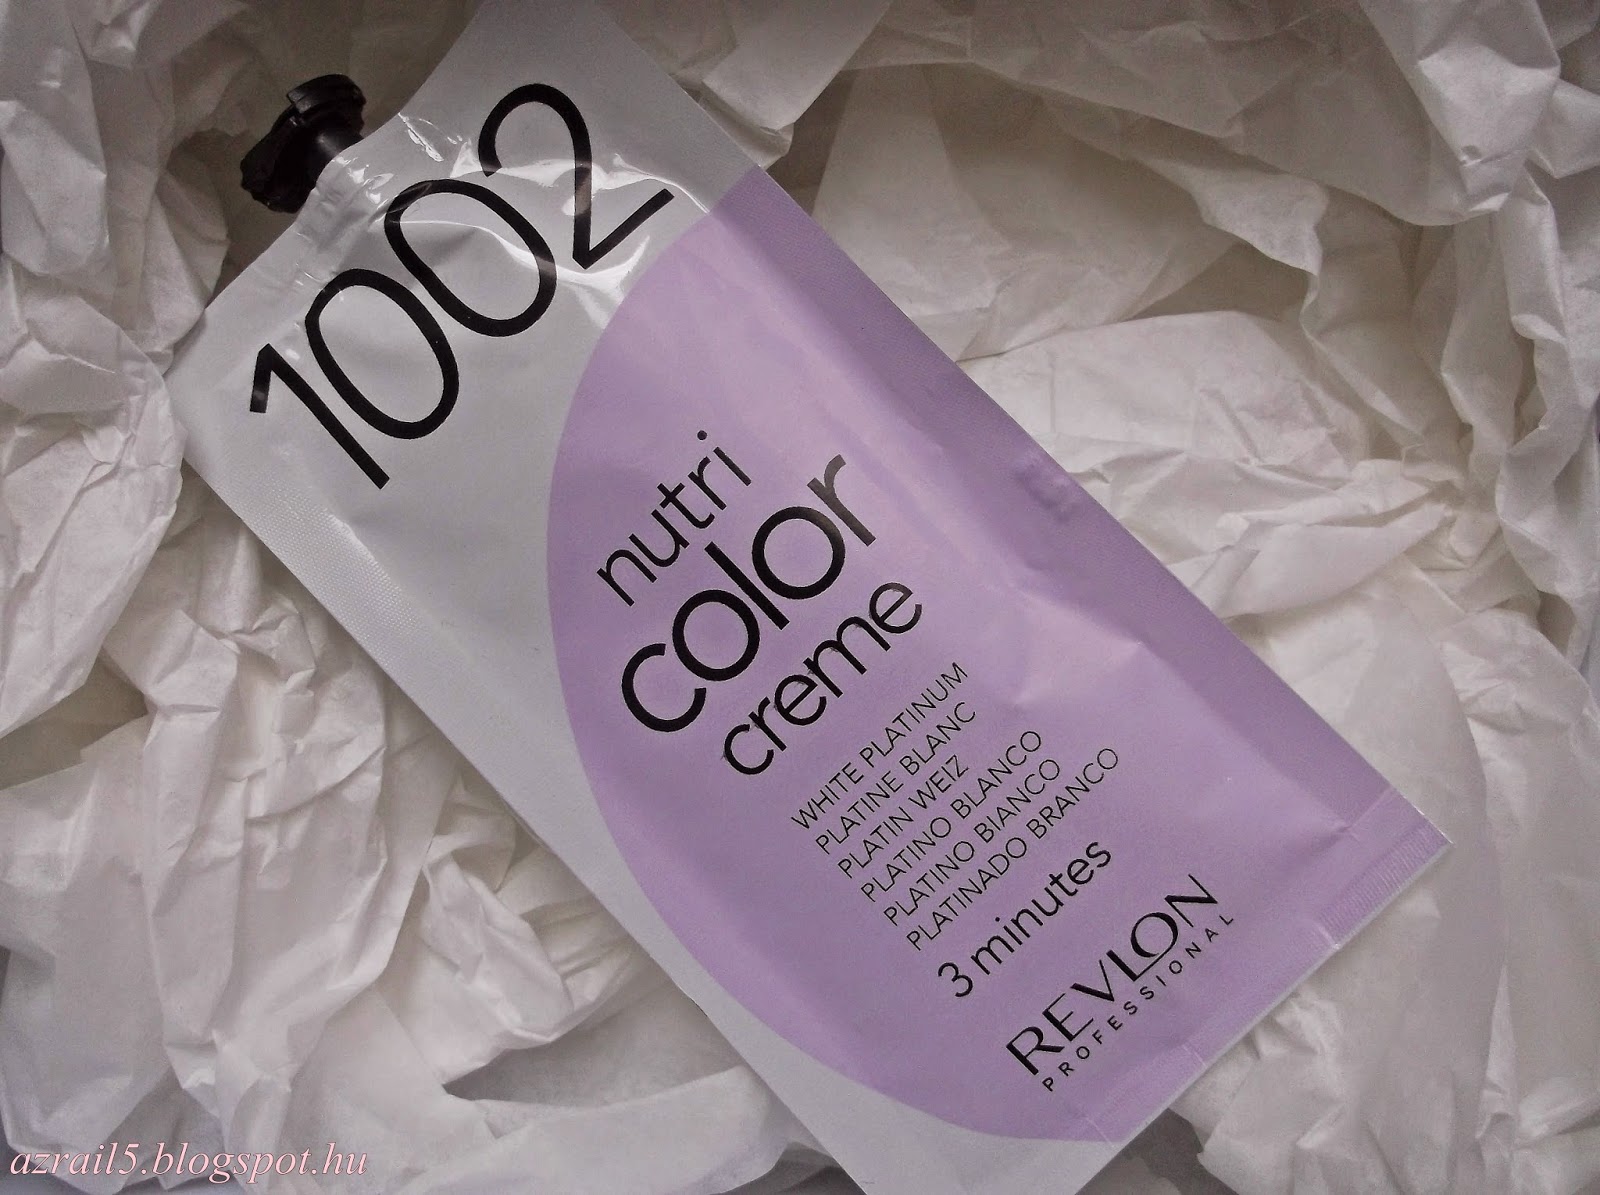 1002
nutri
color
creme
WHITE PLATINUM
PLATINE BLANC
PLATIN WEIZ
PLATINO BLANCO
PLATINO BIANCO
PLATINADO BRANCO
3 minutes
REVLON
PROFESSIONAL
azrail5.blogspot.hu